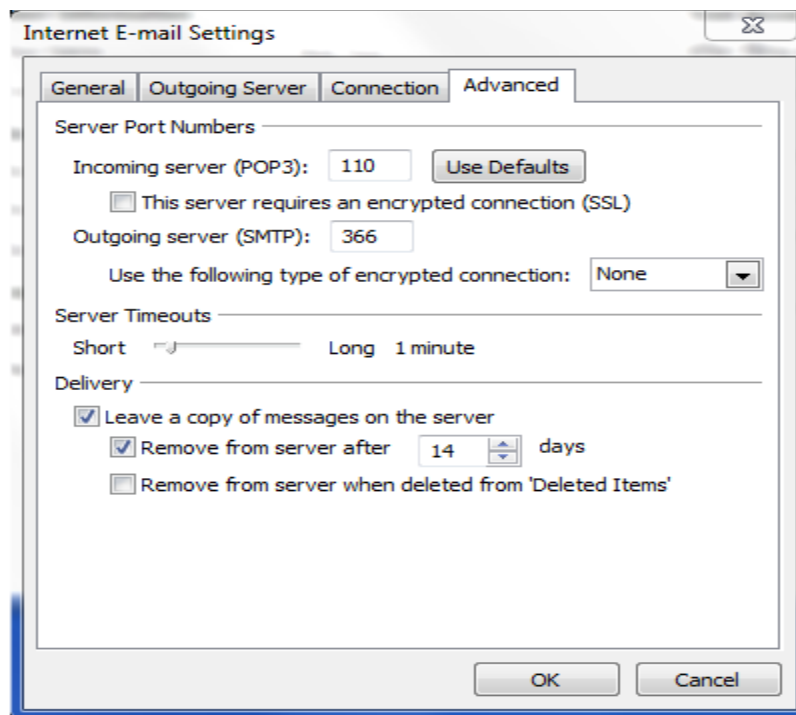 Internet E-mail Settings
General Outgoing Server Connection Advanced
Server Port Numbers
Incoming server (POP3): 110 Use Defaults
This server requires an encrypted connection (SSL)
Outgoing server (SMTP): 366
Use the following type of encrypted connection: None
Server Timeouts
Short Long 1 minute
Delivery
Leave a copy of messages on the server
Remove from server after 14 days
Remove from server when deleted from 'Deleted Items'
OK Cancel